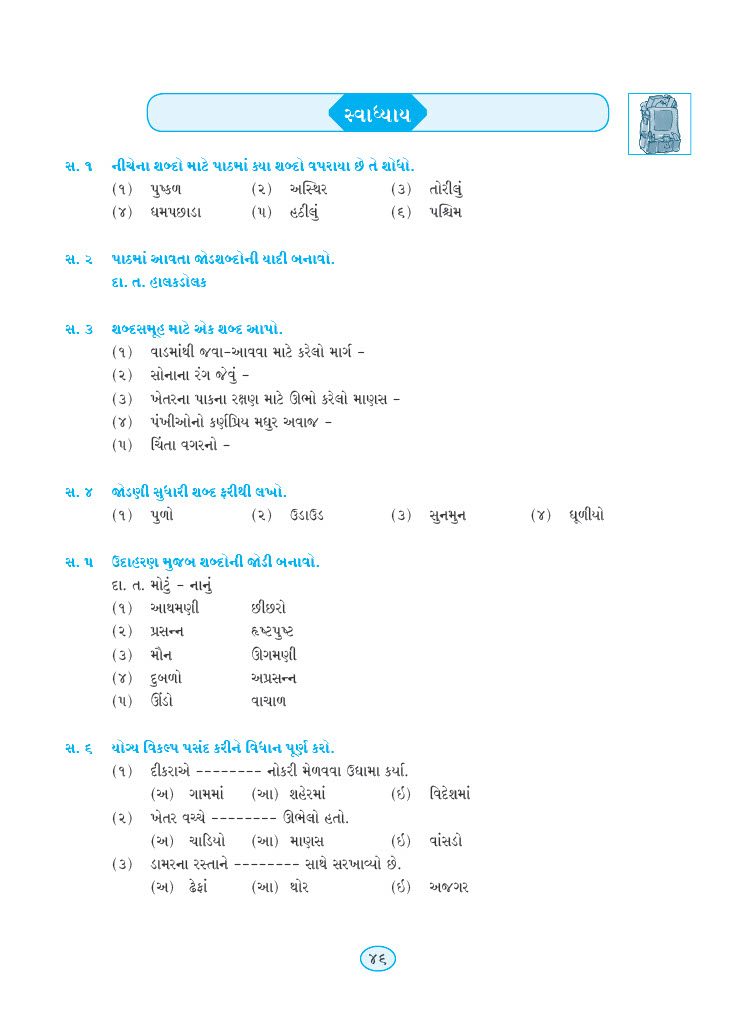 સ્વાધ્યાય
સ. ૧ નીચેના શબ્દો માટે પાઠમાં કયા શબ્દો વપરાયા છે તે શોધો.
(૧) પુષ્કળ (૨) અસ્થિર (૩) તોરીલું
(૪) ધમપછાડા (૫) હઠીલું (૬) પશ્ચિમ
સ. ૨ પાઠમાં આવતા જોડશબ્દોની યાદી બનાવો.
દા. ત. હાલકડોલક
સ. ૩ શબ્દસમૂહ માટે એક શબ્દ આપો.
(૧) વાડમાંથી જવા-આવવા માટે કરેલો માર્ગ -
(૨) સોનાના રંગ જેવું -
(૩) ખેતરના પાકના રક્ષણ માટે ઊભો કરેલો માણસ -
(૪) પંખીઓનો કર્ણપ્રિય મધુર અવાજ -
(૫) ચિંતા વગરનો -
સ. ૪ જોડણી સુધારી શબ્દ ફરીથી લખો.
(૧) પુળો (૨) ઉડાઉડ (૩) સુનમુન (૪) ઘૂળીયો
સ. ૫ ઉદાહરણ મુજબ શબ્દોની જોડી બનાવો.
દા. ત. મોટું - નાનું
(૧) આથમણી છીછરો
(૨) પ્રસન્ન હૃષ્ટપુષ્ટ
(૩) મૌન ઊગમણી
(૪) દુબળો અપ્રસન્ન
(૫) ઊંડો વાચાળ
સ. ૬ યોગ્ય વિકલ્પ પસંદ કરીને વિધાન પૂર્ણ કરો.
(૧) દીકરાએ -------- નોકરી મેળવવા ઉધામા કર્યા.
(અ) ગામમાં (આ) શહેરમાં (ઇ) વિદેશમાં
(૨) ખેતર વચ્ચે -------- ઊભેલો હતો.
(અ) ચાડિયો (આ) માણસ (ઇ) વાંસડો
(૩) ડામરના રસ્તાને -------- સાથે સરખાવ્યો છે.
(અ) ઢેફાં (આ) થોર (ઇ) અજગર
૪૬